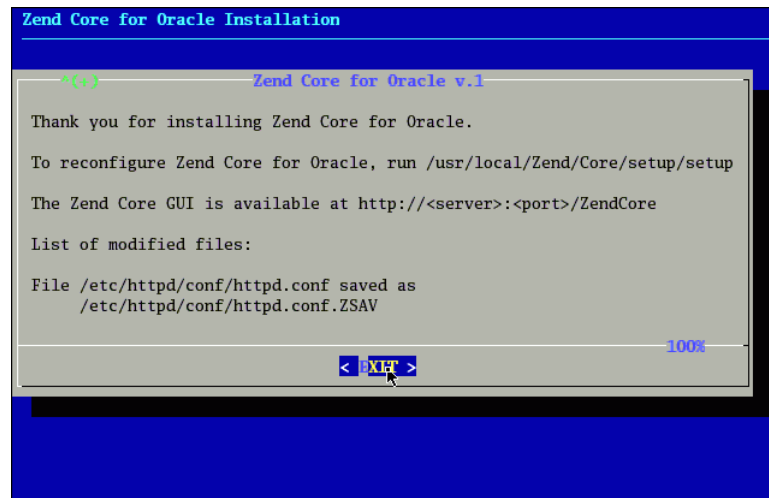 Zend Core for Oracle Installation
^(+)
Zend Core for Oracle v.1
Thank you for installing Zend Core for Oracle.
To reconfigure Zend Core for Oracle, run /usr/local/Zend/Core/setup/setup
The Zend Core GUI is available at http://<server>:<port>/ZendCore
List of modified files:
File /etc/httpd/conf/httpd.conf saved as
/etc/httpd/conf/httpd.conf.ZSAV
100%
< EXIT >